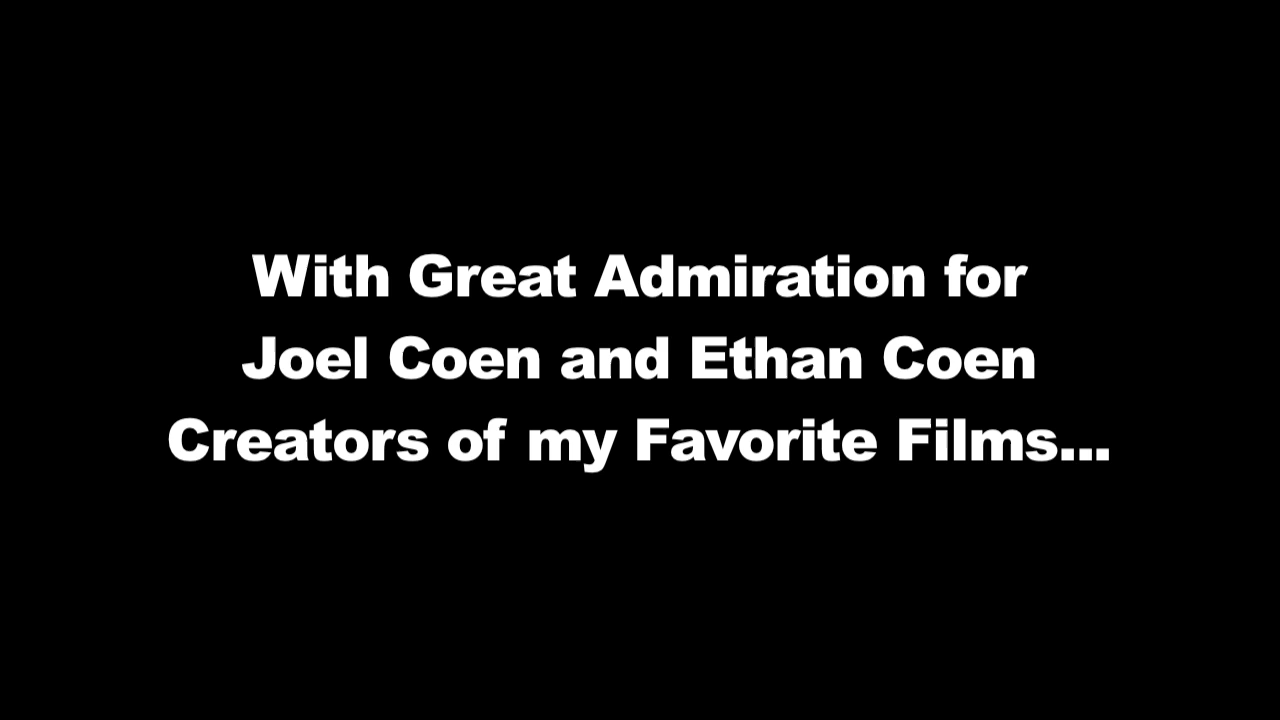 With Great Admiration for
Joel Coen and Ethan Coen
Creators of my Favorite Films...